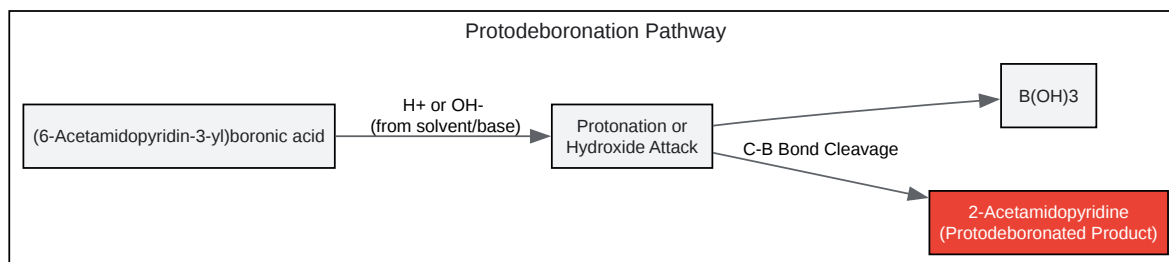 Protodeboronation Pathway
(6-Acetamidopyridin-3-yl)boronic acid
H+ or OH-
(from solvent/base)
Protonation or
Hydroxide Attack
B(OH)3
C-B Bond Cleavage
2-Acetamidopyridine
(Protodeboronated Product)